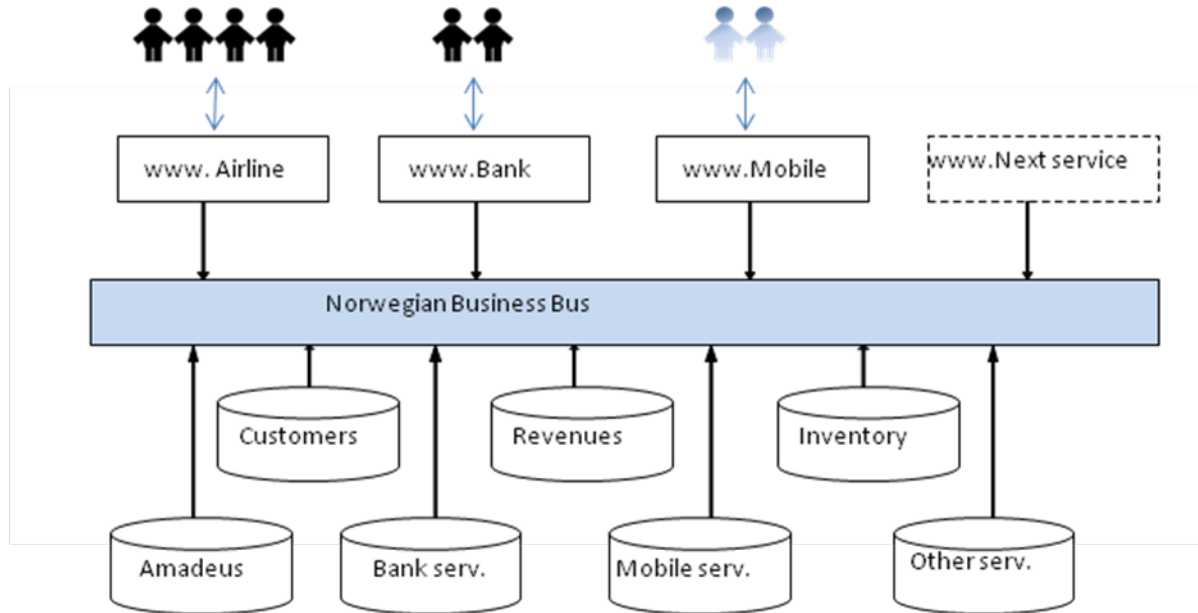 www. Airline
www.Bank
www.Mobile
www.Next service
Norwegian Business Bus
Customers
Revenues
Inventory
Amadeus
Bank serv.
Mobile serv.
Other serv.